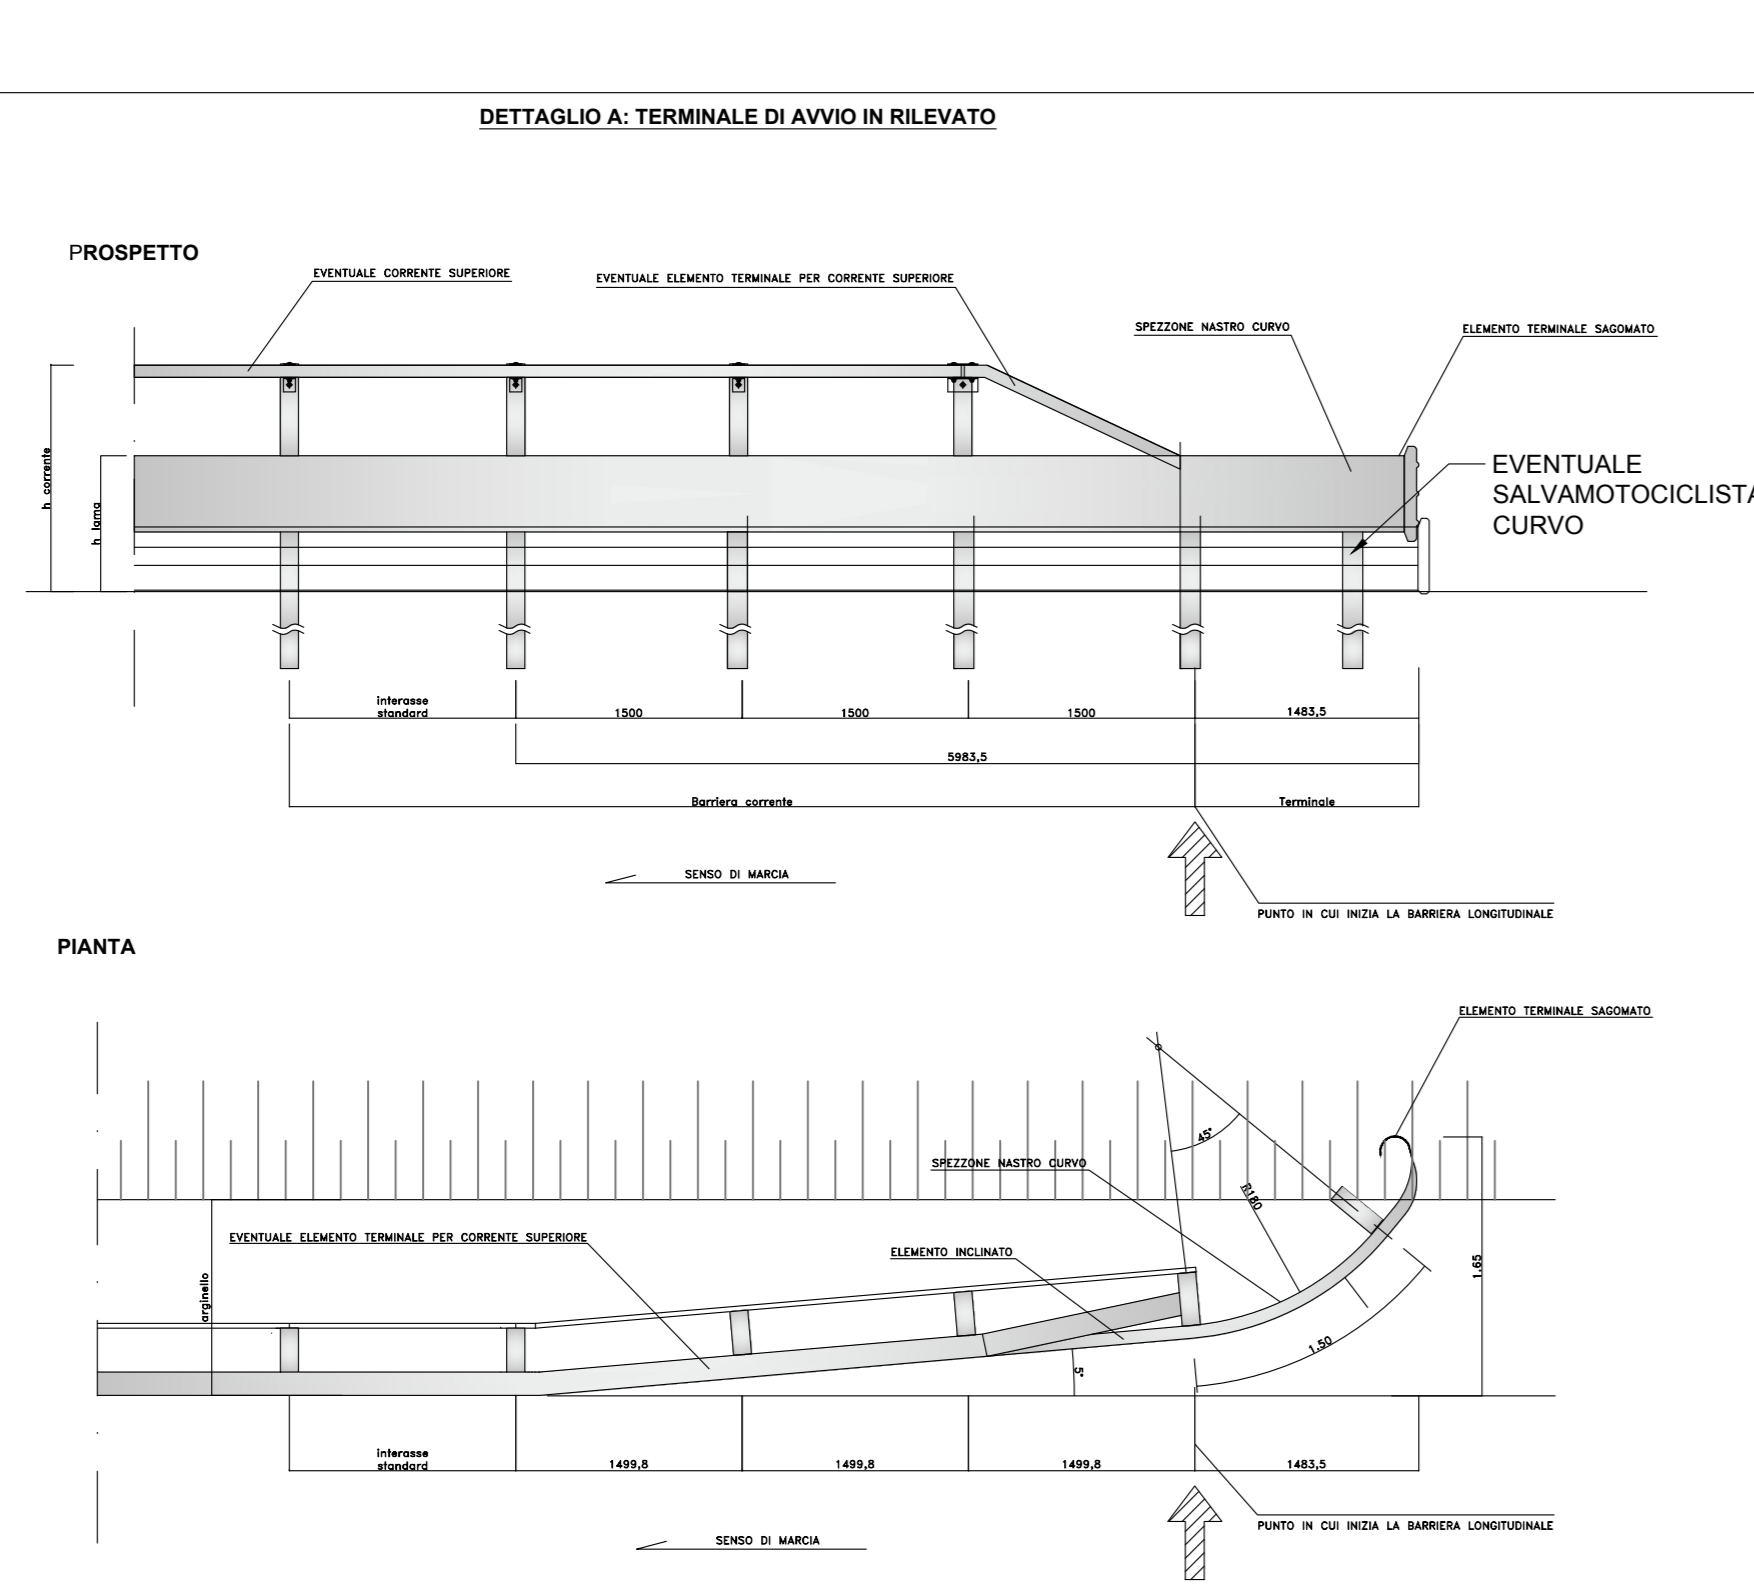 DETTAGLIO A: TERMINALE DI AVVIO IN RILEVATO
PROSPETTO
EVENTUALE CORRENTE SUPERIORE
EVENTUALE ELEMENTO TERMINALE PER CORRENTE SUPERIORE
SPEZZONE NASTRO CURVO
ELEMENTO TERMINALE SAGOMATO
EVENTUALE
SALVAMOTOCICLISTA
CURVO
h corrente
h lama
interasse
standard
1500
1500
1500
1483,5
5983,5
Barriera corrente
Terminale
SENSO DI MARCIA
PUNTO IN CUI INIZIA LA BARRIERA LONGITUDINALE
PIANTA
ELEMENTO TERMINALE SAGOMATO
45°
SPEZZONE NASTRO CURVO
R180
EVENTUALE ELEMENTO TERMINALE PER CORRENTE SUPERIORE
ELEMENTO INCLINATO
arginello
1.65
1.50
5°
interasse
standard
1499,8
1499,8
1499,8
1483,5
PUNTO IN CUI INIZIA LA BARRIERA LONGITUDINALE
SENSO DI MARCIA